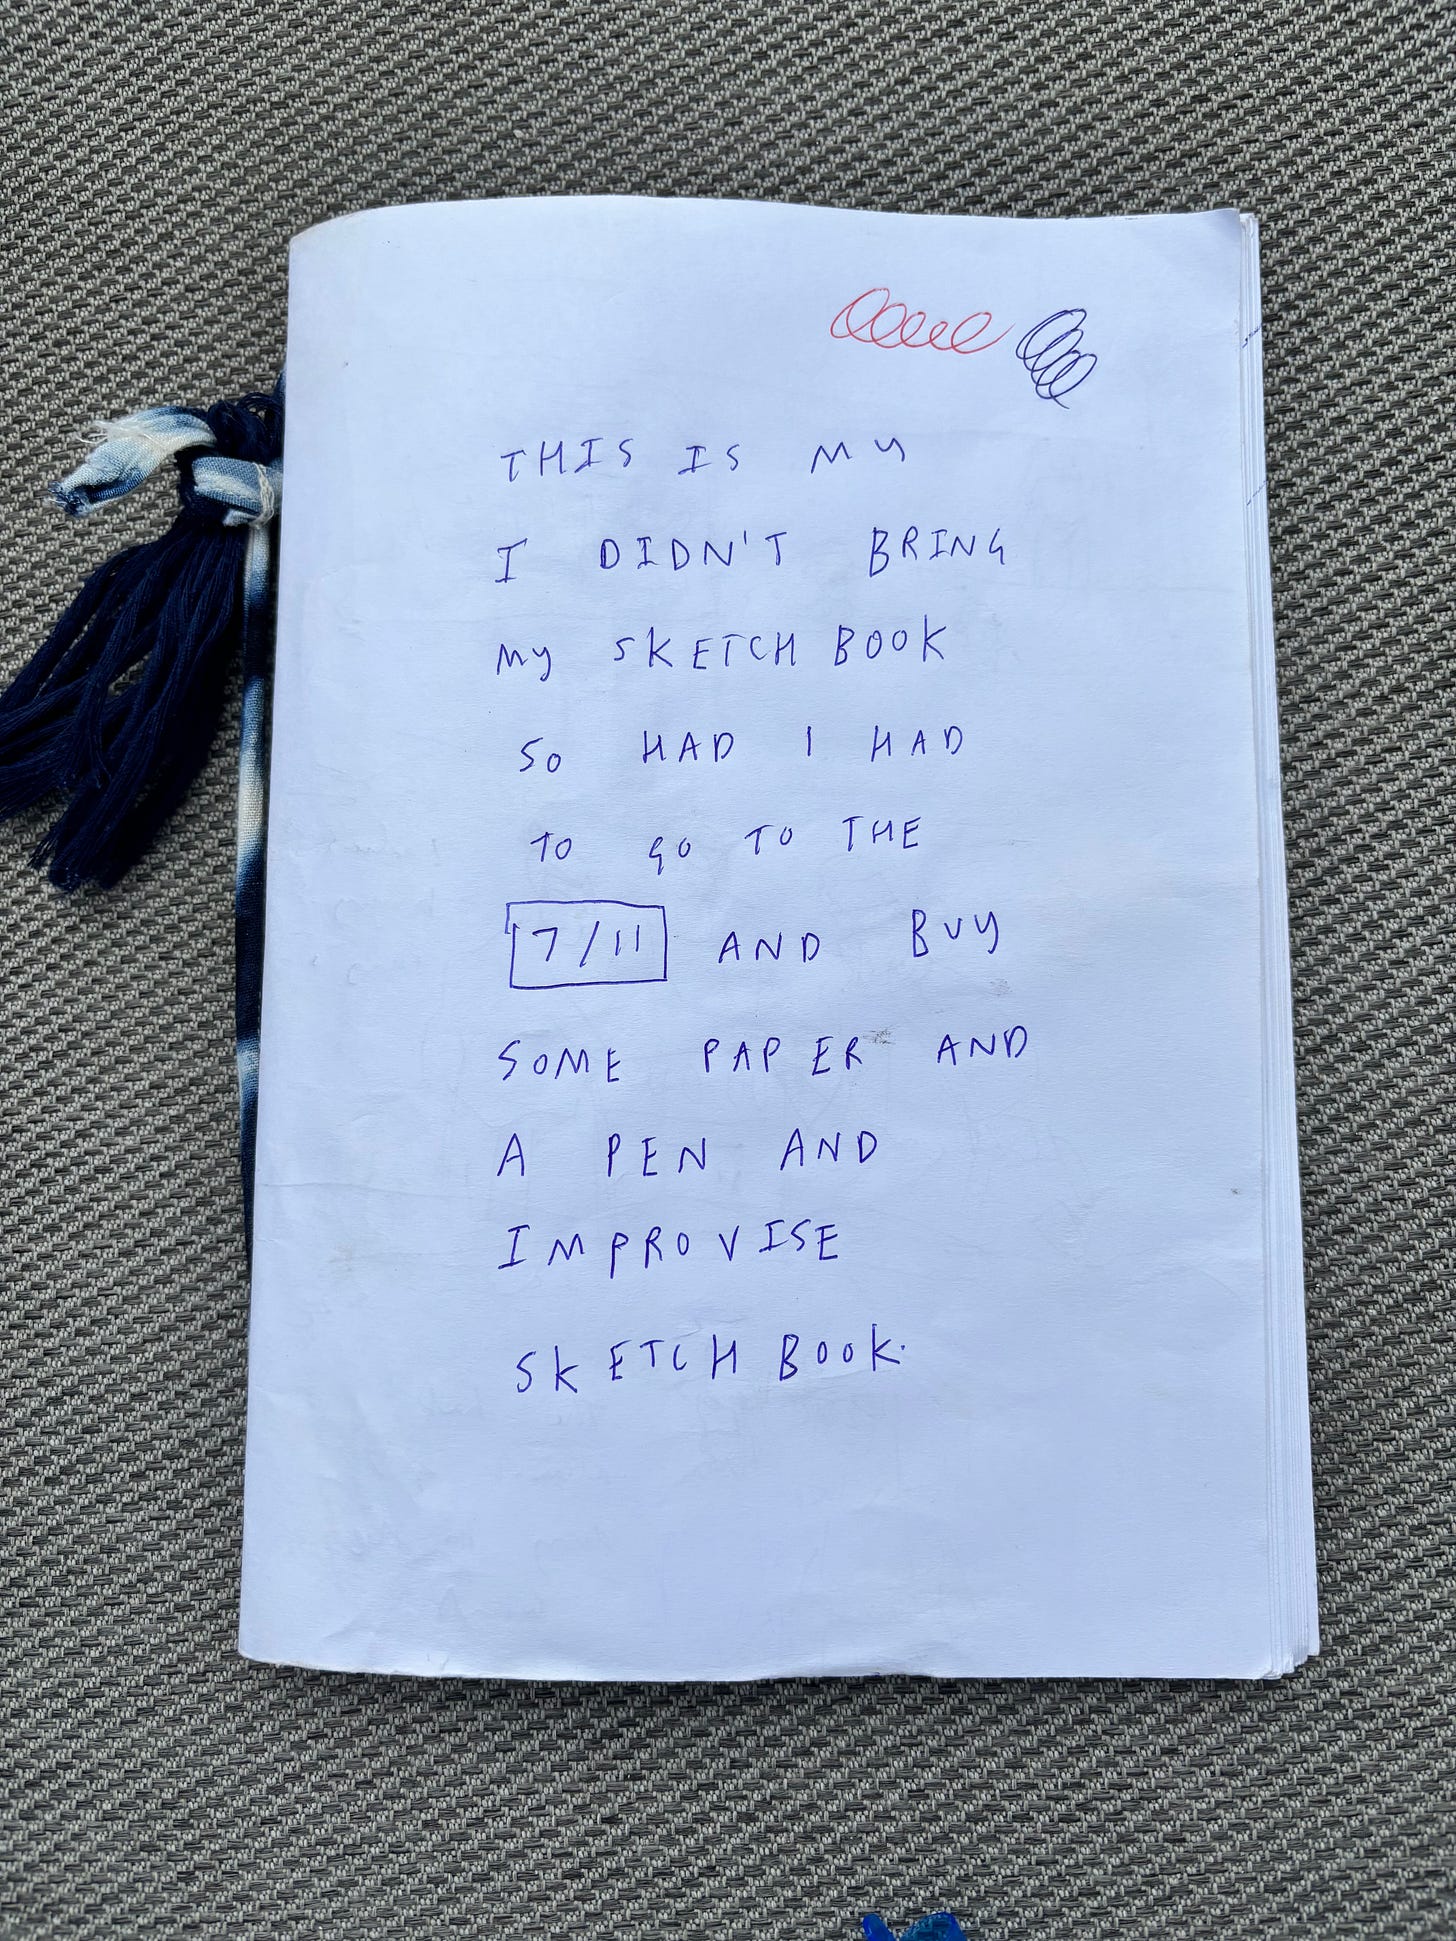 THIS IS MY
I DIDN'T BRING
MY SKETCH BOOK
SO HAD I HAD
TO GO TO THE
7/11 AND BUY
SOME PAPER AND
A PEN AND
IMPROVISE
SKETCH BOOK.